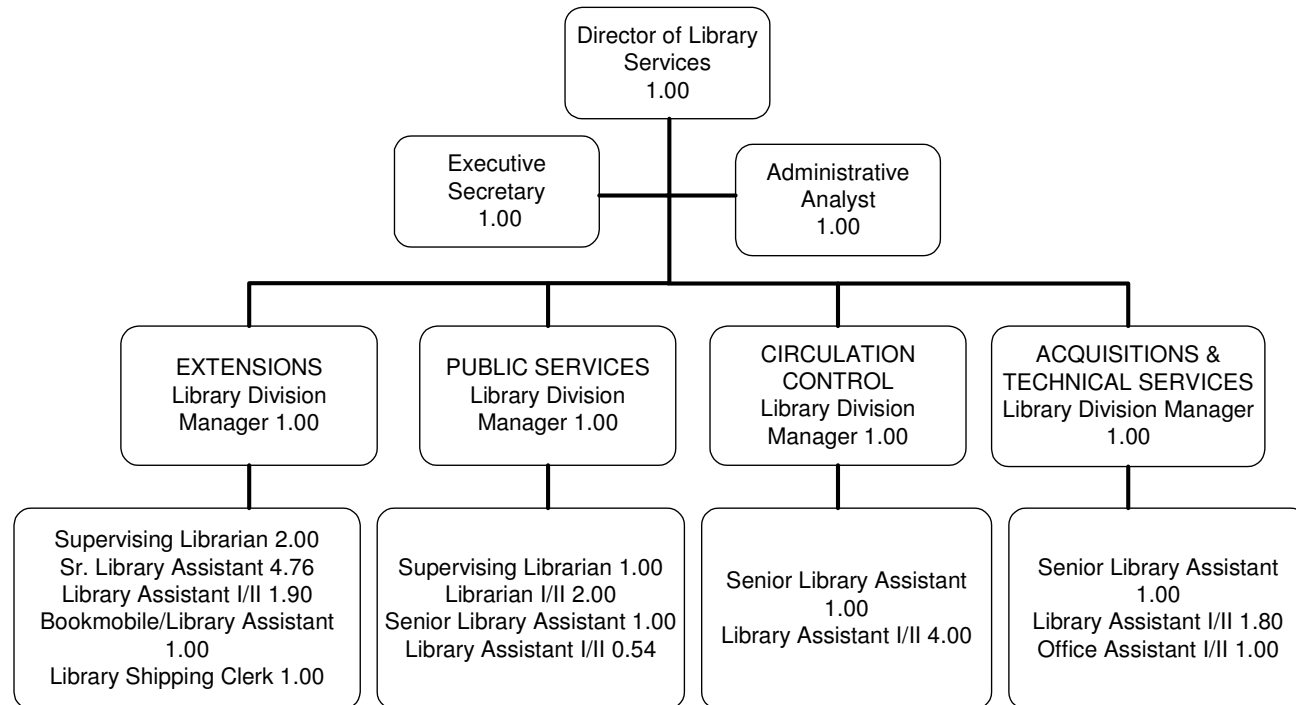 Director of Library
Services
1.00
Executive
Secretary
1.00
Administrative
Analyst
1.00
EXTENSIONS
Library Division
Manager 1.00
PUBLIC SERVICES
Library Division
Manager 1.00
CIRCULATION
CONTROL
Library Division
Manager 1.00
ACQUISITIONS &
TECHNICAL SERVICES
Library Division Manager
1.00
Supervising Librarian 2.00
Sr. Library Assistant 4.76
Library Assistant I/II 1.90
Bookmobile/Library Assistant
1.00
Library Shipping Clerk 1.00
Supervising Librarian 1.00
Librarian I/II 2.00
Senior Library Assistant 1.00
Library Assistant I/II 0.54
Senior Library Assistant
1.00
Library Assistant I/II 4.00
Senior Library Assistant
1.00
Library Assistant I/II 1.80
Office Assistant I/II 1.00